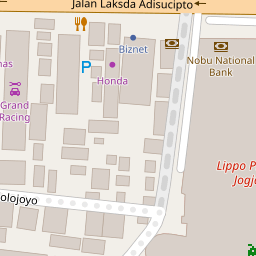 Jalan Laksda Adisucipto
Biznet
Nobu National
Bank
P
Honda
Grand
Racing
Lippo P
Jogj
olojoyo